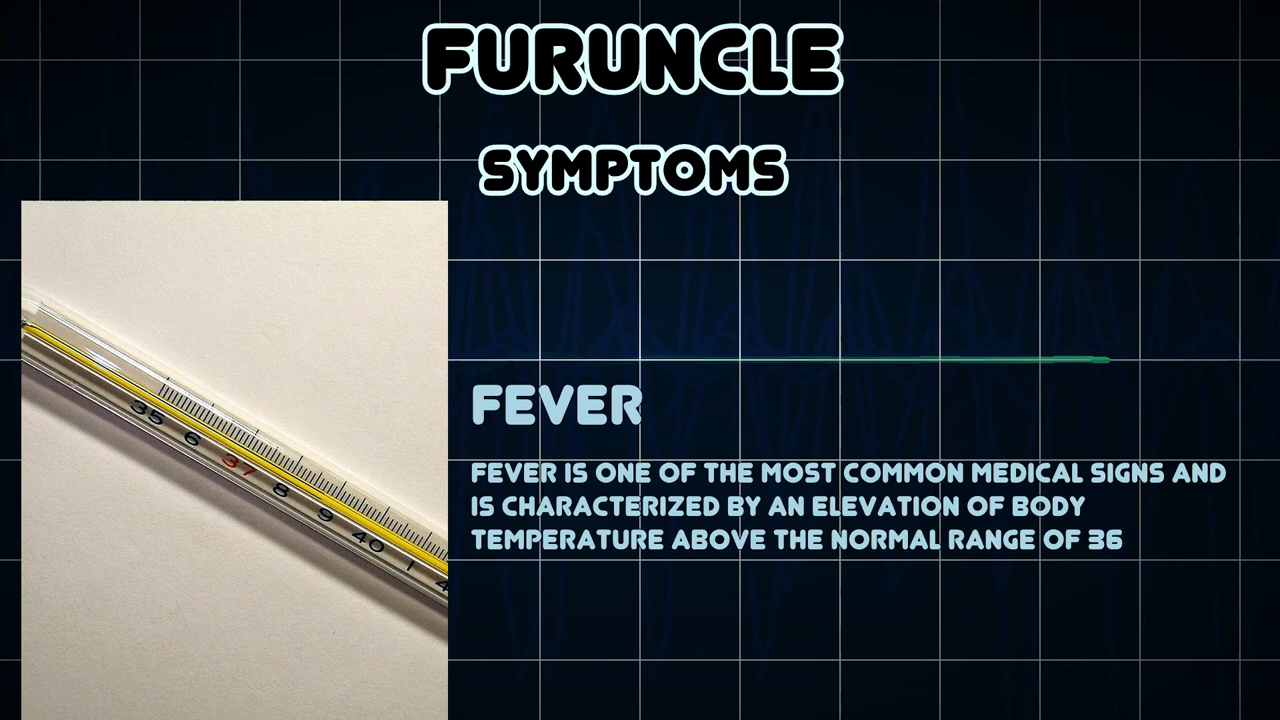 FURUNCLE
SYMPTOMS
35 6 37 8 9 40 1
FEVER
FEVER IS ONE OF THE MOST COMMON MEDICAL SIGNS AND
IS CHARACTERIZED BY AN ELEVATION OF BODY
TEMPERATURE ABOVE THE NORMAL RANGE OF 36